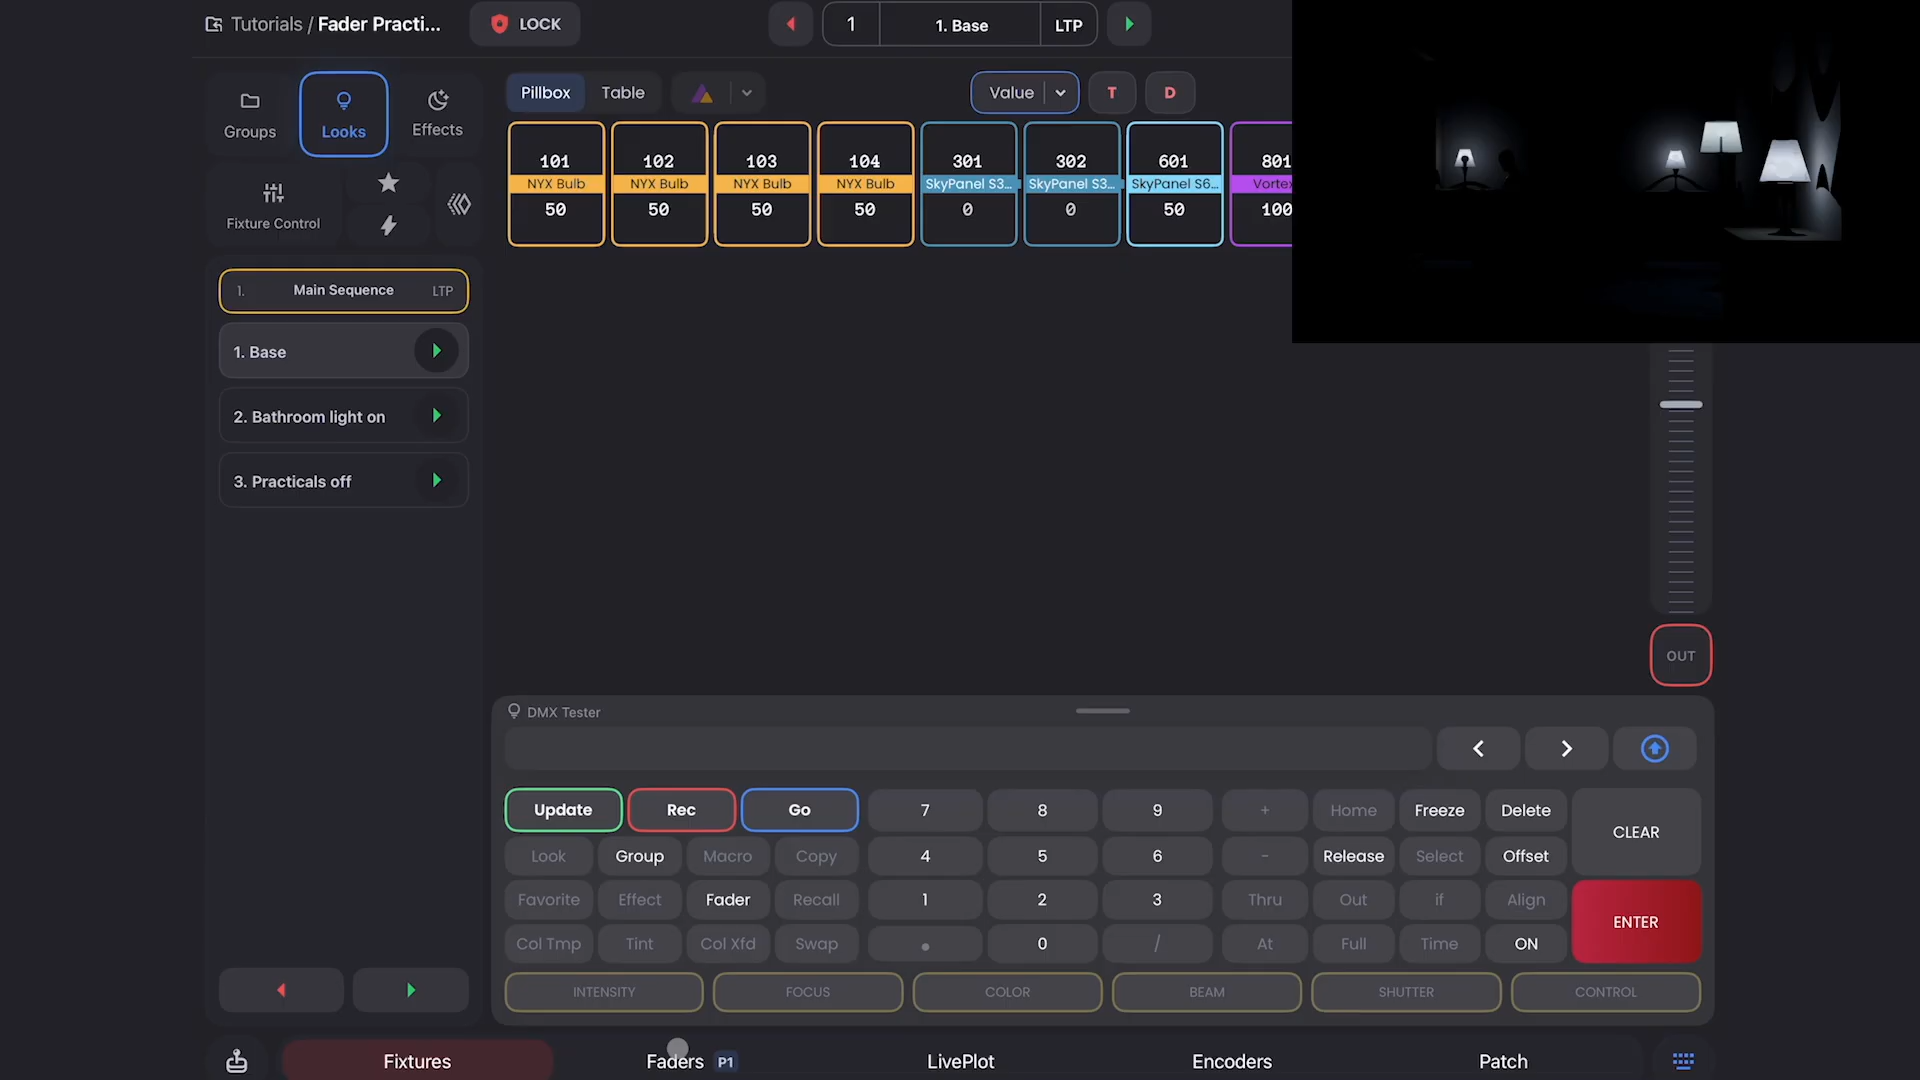 Tutorials / Fader Practi...
LOCK
1
1. Base
LTP
Groups
Looks
Effects
Fixture Control
Pillbox
Table
Value
T
D
101
NYX Bulb
50
102
NYX Bulb
50
103
NYX Bulb
50
104
NYX Bulb
50
301
SkyPanel S3...
0
302
SkyPanel S3...
0
601
SkyPanel S6...
50
801
Vortex
100
1. Main Sequence LTP
1. Base
2. Bathroom light on
3. Practicals off
OUT
DMX Tester
Update Rec Go 7 8 9 + Home Freeze Delete CLEAR
Look Group Macro Copy 4 5 6 - Release Select Offset
Favorite Effect Fader Recall 1 2 3 Thru Out if Align ENTER
Col Tmp Tint Col Xfd Swap . 0 / At Full Time ON
INTENSITY FOCUS COLOR BEAM SHUTTER CONTROL
Fixtures Faders P1 LivePlot Encoders Patch